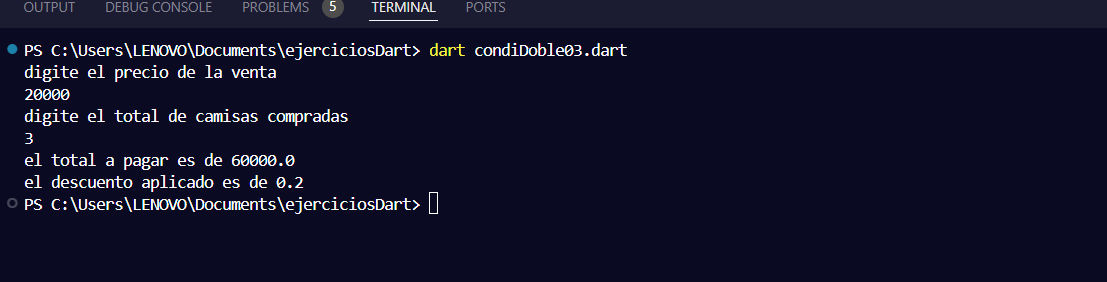 OUTPUT DEBUG CONSOLE PROBLEMS 5 TERMINAL PORTS
PS C:\Users\LENOVO\Documents\ejerciciosDart> dart condiDoble03.dart
digite el precio de la venta
20000
digite el total de camisas compradas
3
el total a pagar es de 60000.0
el descuento aplicado es de 0.2
PS C:\Users\LENOVO\Documents\ejerciciosDart>